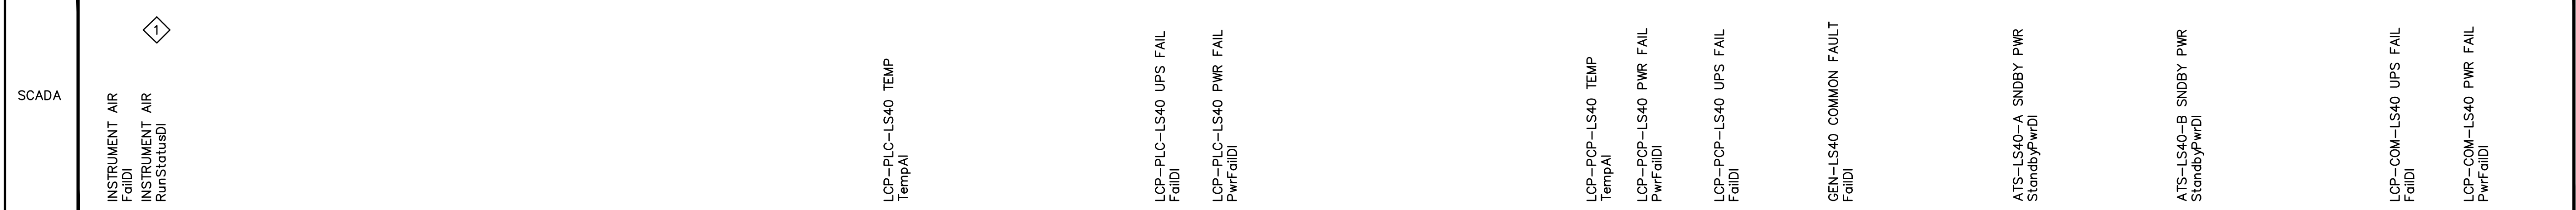 SCADA
INSTRUMENT AIR
FailDI
INSTRUMENT AIR
RunStatusDI
1
LCP-PLC-LS40 TEMP
TempAI
LCP-PLC-LS40 UPS FAIL
FailDI
LCP-PLC-LS40 PWR FAIL
PwrFailDI
LCP-PCP-LS40 TEMP
TempAI
LCP-PCP-LS40 PWR FAIL
PwrFailDI
LCP-PCP-LS40 UPS FAIL
FailDI
GEN-LS40 COMMON FAULT
FailDI
ATS-LS40-A SNDBY PWR
StandbyPwrDI
ATS-LS40-B SNDBY PWR
StandbyPwrDI
LCP-COM-LS40 UPS FAIL
FailDI
LCP-COM-LS40 PWR FAIL
PwrFailDI